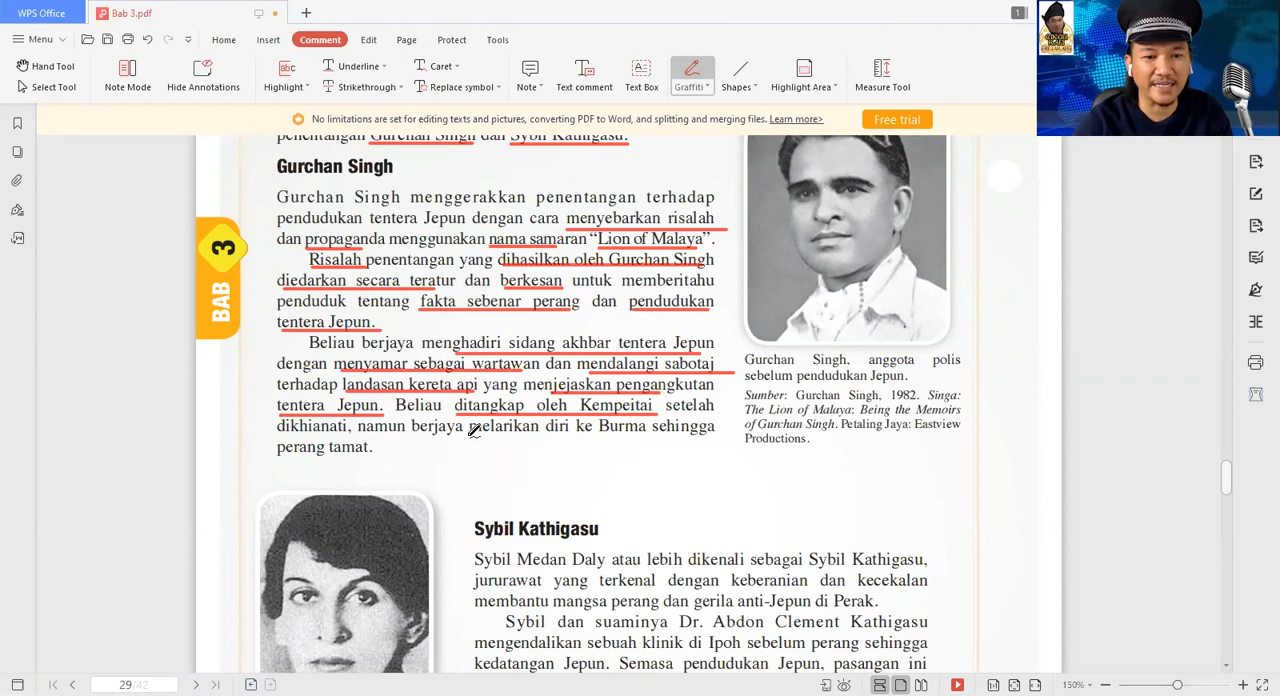 WPS Office
Bab 3.pdf
1
Menu
Home
Insert
Comment
Edit
Page
Protect
Tools
Hand Tool
Select Tool
Note Mode
Hide Annotations
Highlight
Underline
Strikethrough
Caret
Replace symbol
Note
Text comment
Text Box
Graffiti
Shapes
Highlight Area
Measure Tool
No limitations are set for editing texts and pictures, converting PDF to Word, and splitting and merging files. Learn more>
Free trial
penentangan Gurchan Singh dan Sybil Kathigasu.
Gurchan Singh
Gurchan Singh menggerakkan penentangan terhadap
pendudukan tentera Jepun dengan cara menyebarkan risalah
dan propaganda menggunakan nama samaran “Lion of Malaya”.
Risalah penentangan yang dihasilkan oleh Gurchan Singh
diedarkan secara teratur dan berkesan untuk memberitahu
penduduk tentang fakta sebenar perang dan pendudukan
tentera Jepun.
Beliau berjaya menghadiri sidang akhbar tentera Jepun
dengan menyamar sebagai wartawan dan mendalangi sabotaj
terhadap landasan kereta api yang menjejaskan pengangkutan
tentera Jepun. Beliau ditangkap oleh Kempeitai setelah
dikhianati, namun berjaya melarikan diri ke Burma sehingga
perang tamat.
BAB 3
Gurchan Singh, anggota polis
sebelum pendudukan Jepun.
Sumber: Gurchan Singh, 1982. Singa:
The Lion of Malaya: Being the Memoirs
of Gurchan Singh. Petaling Jaya: Eastview
Productions.
Sybil Kathigasu
Sybil Medan Daly atau lebih dikenali sebagai Sybil Kathigasu,
jururawat yang terkenal dengan keberanian dan kecekalan
membantu mangsa perang dan gerila anti-Jepun di Perak.
Sybil dan suaminya Dr. Abdon Clement Kathigasu
mengendalikan sebuah klinik di Ipoh sebelum perang sehingga
kedatangan Jepun. Semasa pendudukan Jepun, pasangan ini
29/42
150%